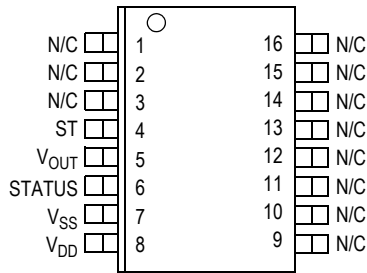 N/C 1 16 N/C
N/C 2 15 N/C
N/C 3 14 N/C
ST 4 13 N/C
VOUT 5 12 N/C
STATUS 6 11 N/C
VSS 7 10 N/C
VDD 8 9 N/C